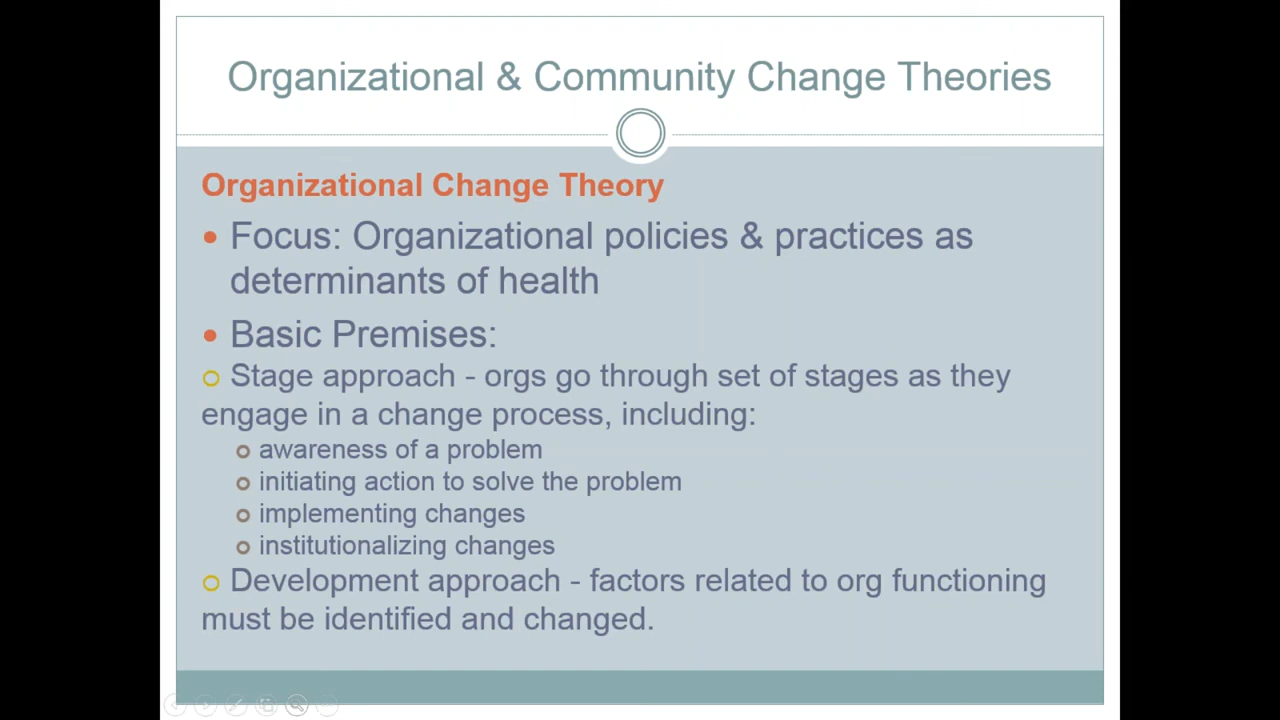 Organizational & Community Change Theories
Organizational Change Theory
Focus: Organizational policies & practices as
determinants of health
Basic Premises:
Stage approach - orgs go through set of stages as they
engage in a change process, including:
awareness of a problem
initiating action to solve the problem
implementing changes
institutionalizing changes
Development approach - factors related to org functioning
must be identified and changed.